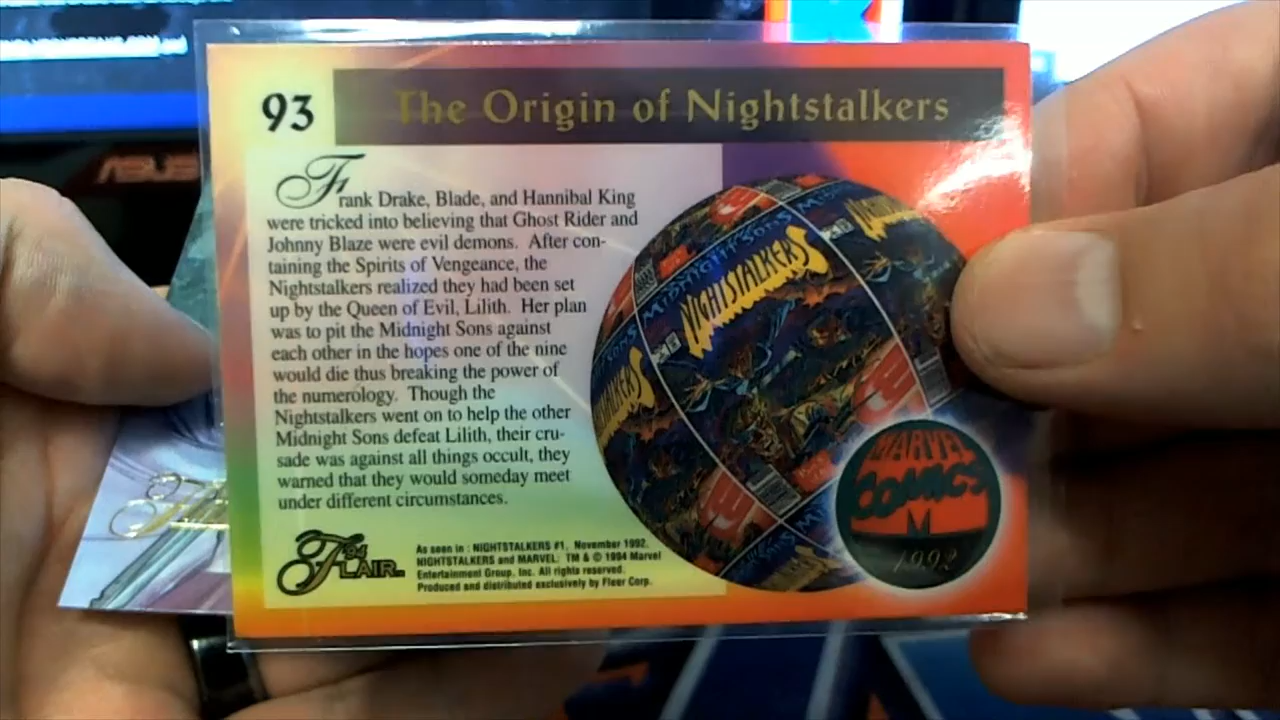 ASUS
93
The Origin of Nightstalkers
Frank Drake, Blade, and Hannibal King
were tricked into believing that Ghost Rider and
Johnny Blaze were evil demons. After con-
taining the Spirits of Vengeance, the
Nightstalkers realized they had been set
up by the Queen of Evil, Lilith. Her plan
was to pit the Midnight Sons against
each other in the hopes one of the nine
would die thus breaking the power of
the numerology. Though the
Nightstalkers went on to help the other
Midnight Sons defeat Lilith, their cru-
sade was against all things occult, they
warned that they would someday meet
under different circumstances.
MIDNIGHT SONS
NIGHTSTALKERS
MARVEL
COMICS
M
1992
'94
FLAIR
As seen in : NIGHTSTALKERS #1, November 1992.
NIGHTSTALKERS and MARVEL: TM & © 1994 Marvel
Entertainment Group, Inc. All rights reserved.
Produced and distributed exclusively by Fleer Corp.